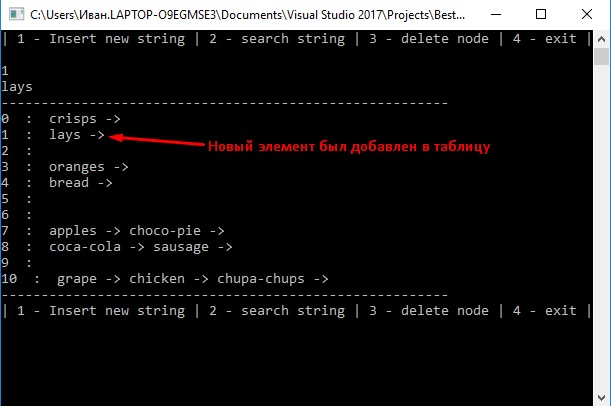 C:\Users\Иван.LAPTOP-O9EGMSE3\Documents\Visual Studio 2017\Projects\Best...
| 1 - Insert new string | 2 - search string | 3 - delete node | 4 - exit |
1
lays
--------------------------------------------------------
0  :  crisps ->
1  :  lays ->
Новый элемент был добавлен в таблицу
2  :
3  :  oranges ->
4  :  bread ->
5  :
6  :
7  :  apples -> choco-pie ->
8  :  coca-cola -> sausage ->
9  :
10  :  grape -> chicken -> chupa-chups ->
--------------------------------------------------------
| 1 - Insert new string | 2 - search string | 3 - delete node | 4 - exit |